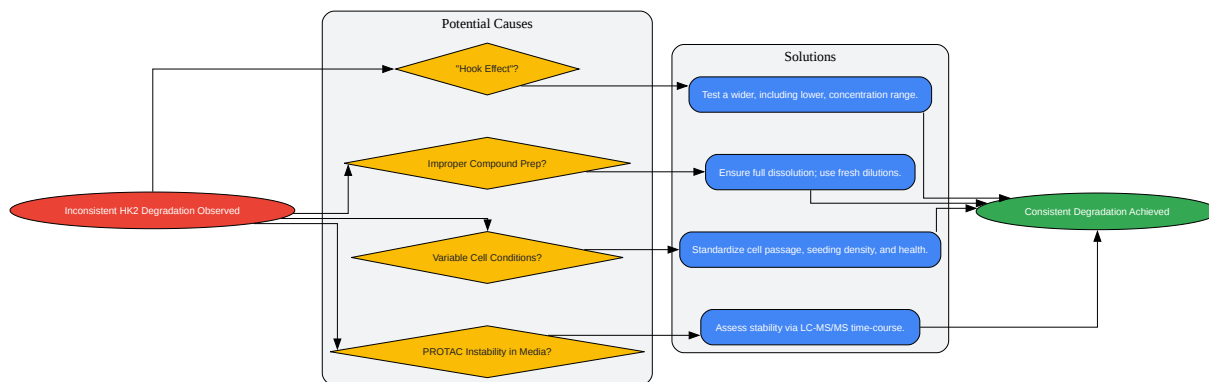 Potential Causes
Solutions
"Hook Effect"?
Test a wider, including lower, concentration range.
Improper Compound Prep?
Ensure full dissolution; use fresh dilutions.
Inconsistent HK2 Degradation Observed
Consistent Degradation Achieved
Variable Cell Conditions?
Standardize cell passage, seeding density, and health.
PROTAC Instability in Media?
Assess stability via LC-MS/MS time-course.